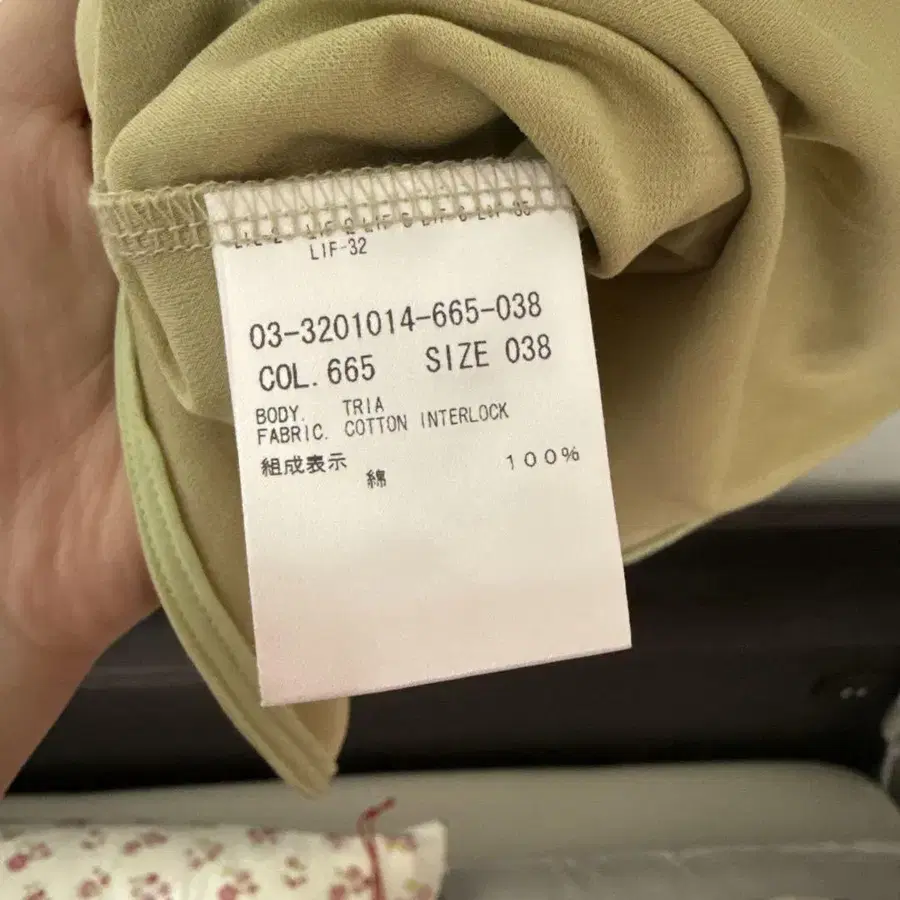 LIF-32
03-3201014-665-038
COL. 665 SIZE 038
BODY. TRIA
FABRIC. COTTON INTERLOCK
組成表示
綿 100%